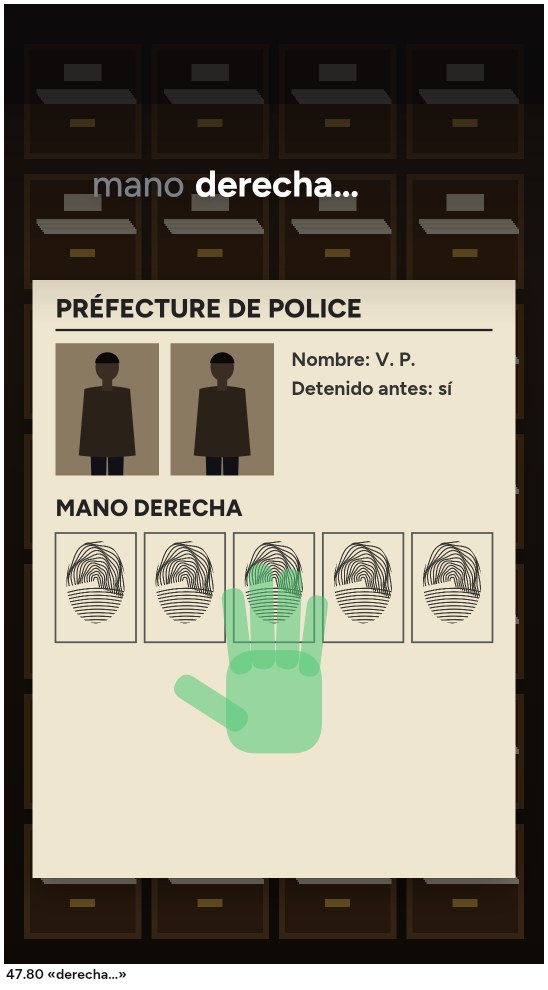 mano derecha...
PRÉFECTURE DE POLICE
Nombre: V. P.
Detenido antes: sí
MANO DERECHA
47.80 «derecha...»